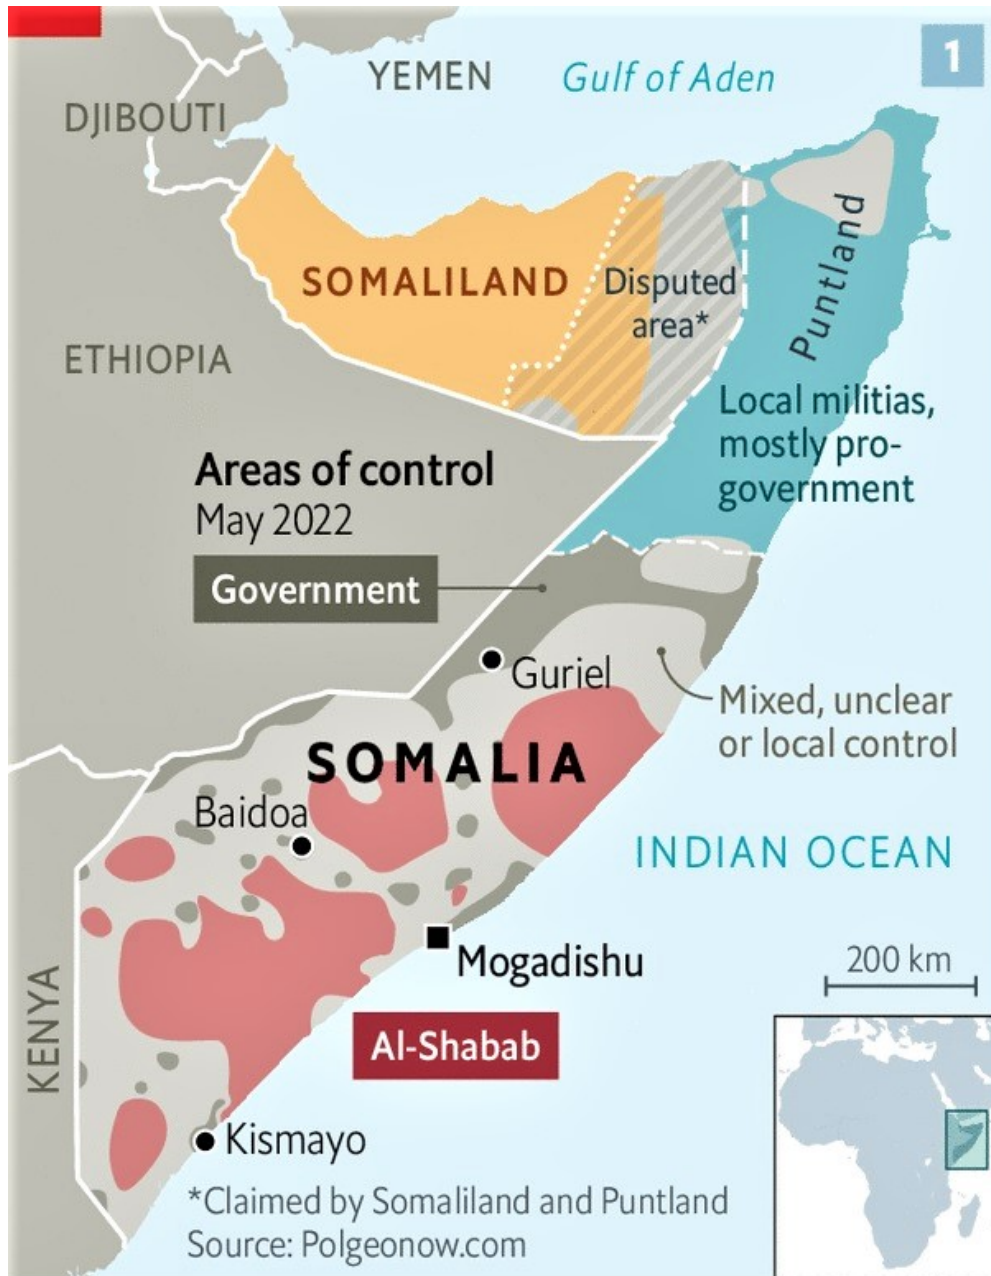 1
YEMEN
Gulf of Aden
DJIBOUTI
Puntland
SOMALILAND
Disputed
area*
ETHIOPIA
Local militias,
mostly pro-
government
Areas of control
May 2022
Government
Guriel
Mixed, unclear
or local control
SOMALIA
Baidoa
INDIAN OCEAN
Mogadishu
200 km
KENYA
Al-Shabab
Kismayo
*Claimed by Somaliland and Puntland
Source: Polgeonow.com